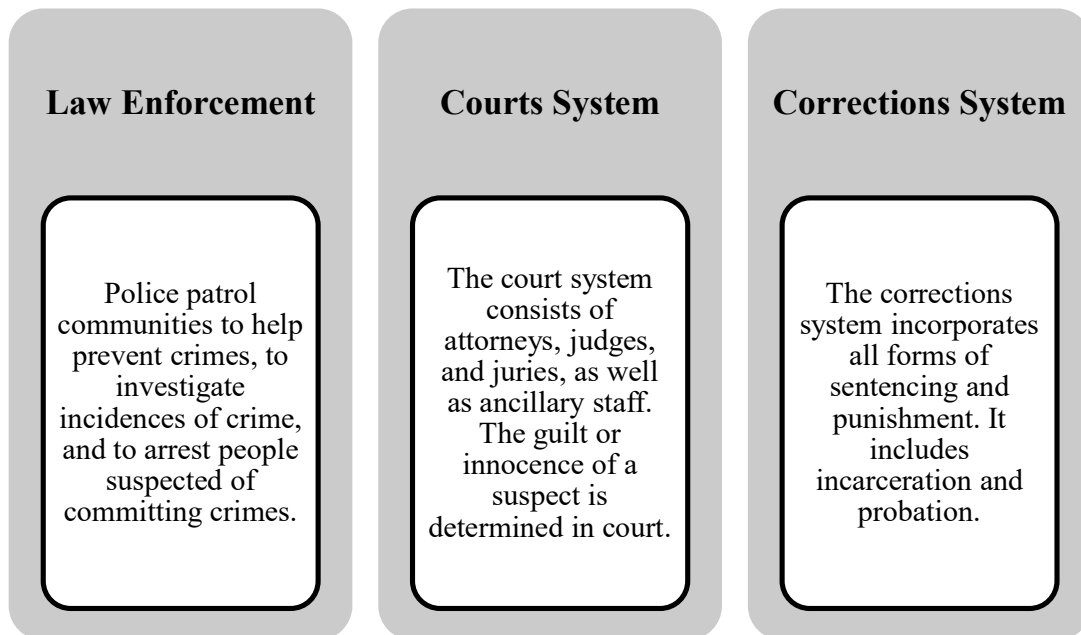 Law Enforcement
Police patrol
communities to help
prevent crimes, to
investigate
incidences of crime,
and to arrest people
suspected of
committing crimes.
Courts System
The court system
consists of
attorneys, judges,
and juries, as well
as ancillary staff.
The guilt or
innocence of a
suspect is
determined in court.
Corrections System
The corrections
system incorporates
all forms of
sentencing and
punishment. It
includes
incarceration and
probation.